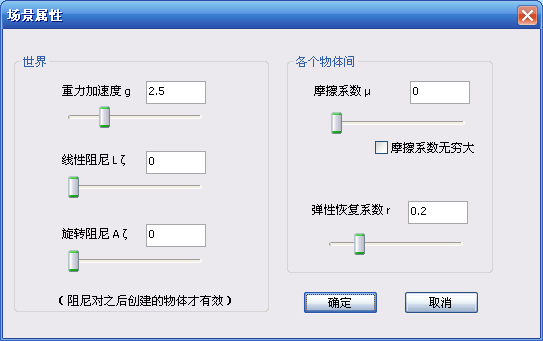 场景属性
世界
重力加速度 g 2.5
线性阻尼 L ζ 0
旋转阻尼 A ζ 0
（阻尼对之后创建的物体才有效）
各个物体间
摩擦系数 μ 0
摩擦系数无穷大
弹性恢复系数 r 0.2
确定 取消